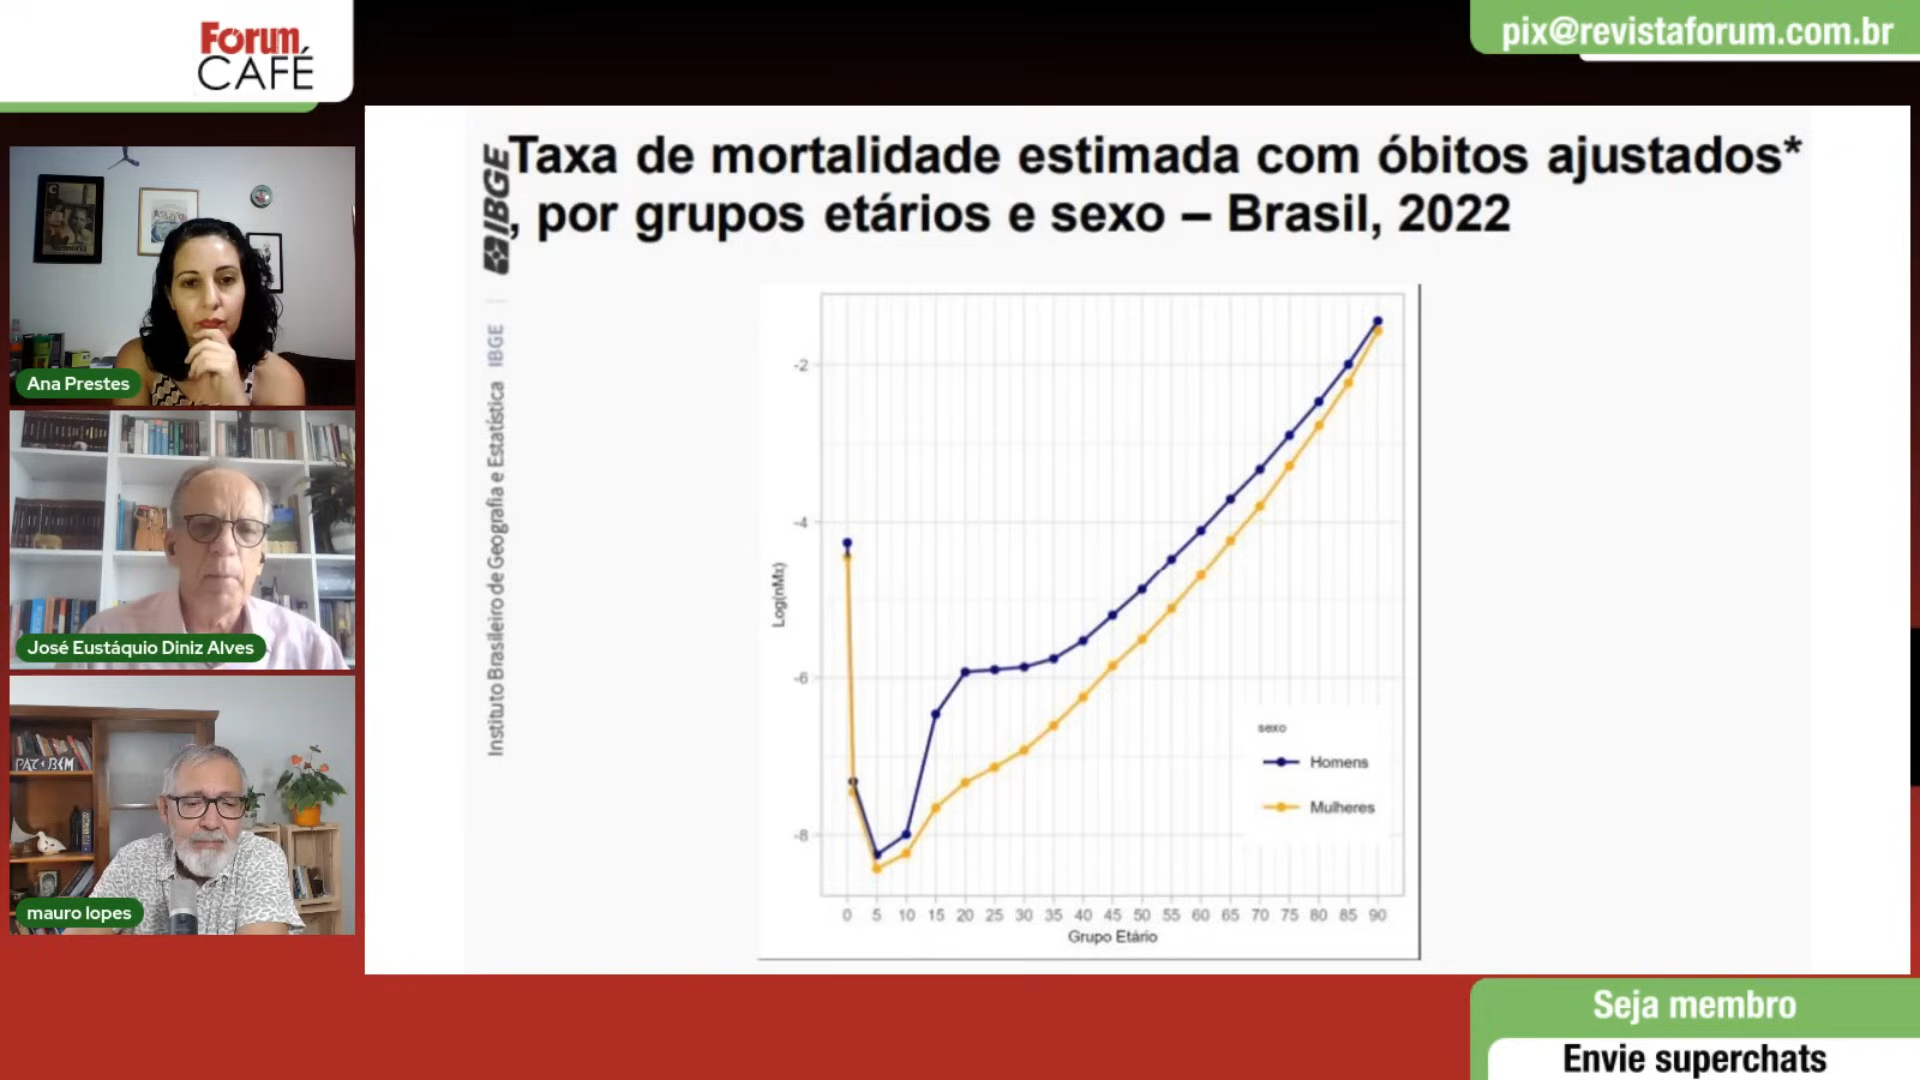 Forum
CAFÉ
pix@revistaforum.com.br
Ana Prestes
José Eustáquio Diniz Alves
PAZ E BEM
mauro lopes
Taxa de mortalidade estimada com óbitos ajustados*
, por grupos etários e sexo – Brasil, 2022
IBGE
Instituto Brasileiro de Geografia e Estatística IBGE
-2
-4
-6
-8
Log(nMx)
sexo
Homens
Mulheres
0 5 10 15 20 25 30 35 40 45 50 55 60 65 70 75 80 85 90
Grupo Etário
Seja membro
Envie superchats